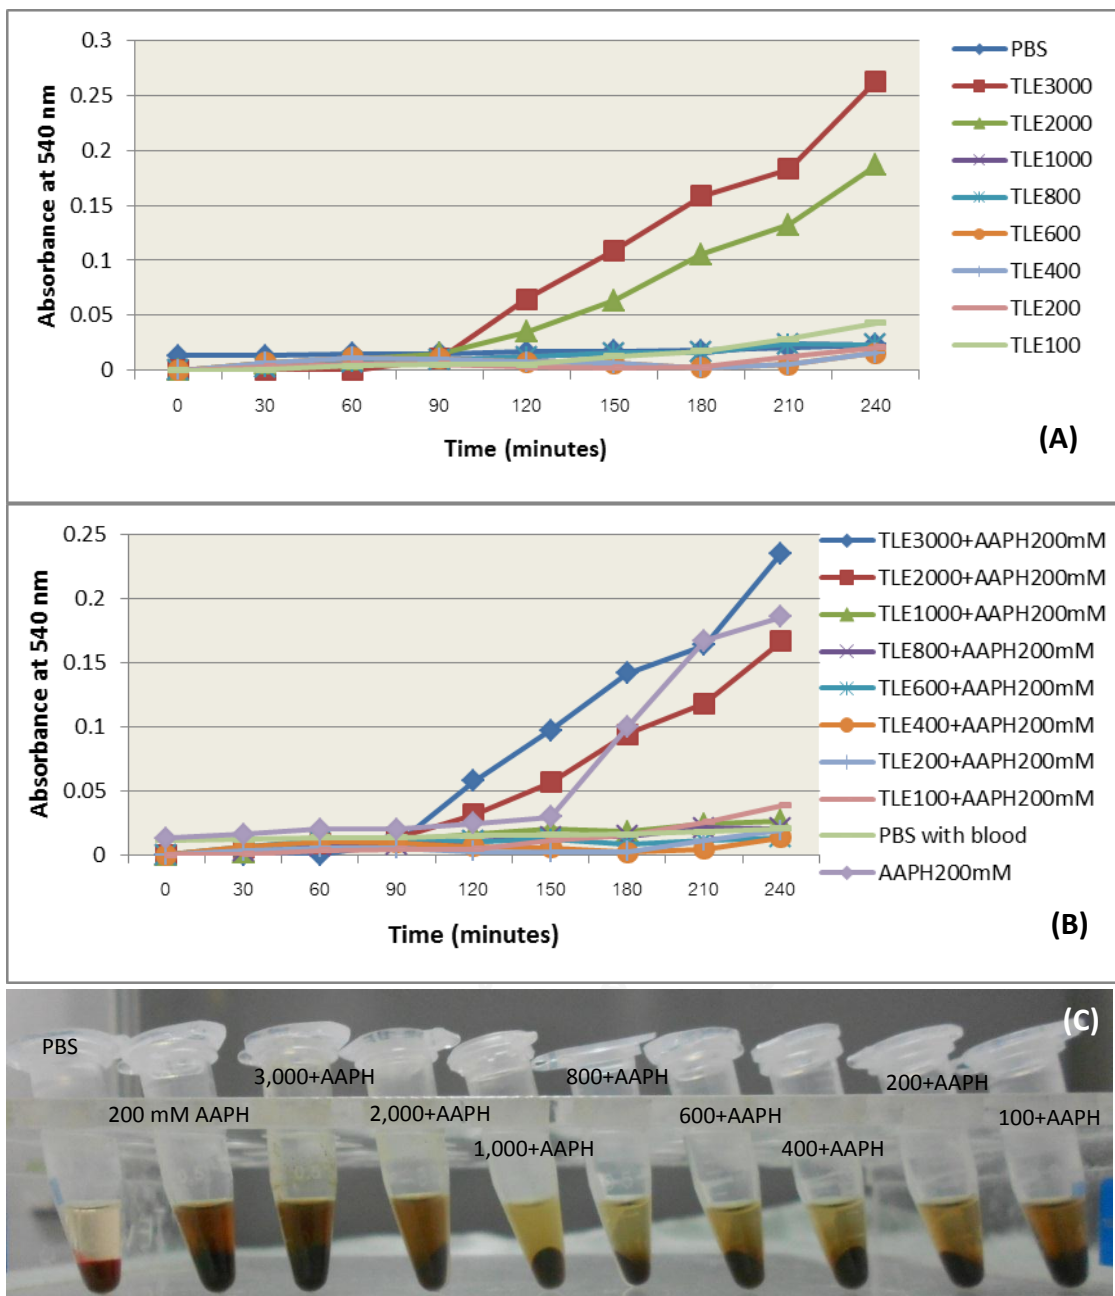 0.3
0.25
0.2
0.15
0.1
0.05
0
Absorbance at 540 nm
0 30 60 90 120 150 180 210 240
Time (minutes)
PBS
TLE3000
TLE2000
TLE1000
TLE800
TLE600
TLE400
TLE200
TLE100
(A)
0.25
0.2
0.15
0.1
0.05
0
Absorbance at 540 nm
0 30 60 90 120 150 180 210 240
Time (minutes)
TLE3000+AAPH200mM
TLE2000+AAPH200mM
TLE1000+AAPH200mM
TLE800+AAPH200mM
TLE600+AAPH200mM
TLE400+AAPH200mM
TLE200+AAPH200mM
TLE100+AAPH200mM
PBS with blood
AAPH200mM
(B)
(C)
PBS
200 mM AAPH
3,000+AAPH
2,000+AAPH
1,000+AAPH
800+AAPH
600+AAPH
400+AAPH
200+AAPH
100+AAPH